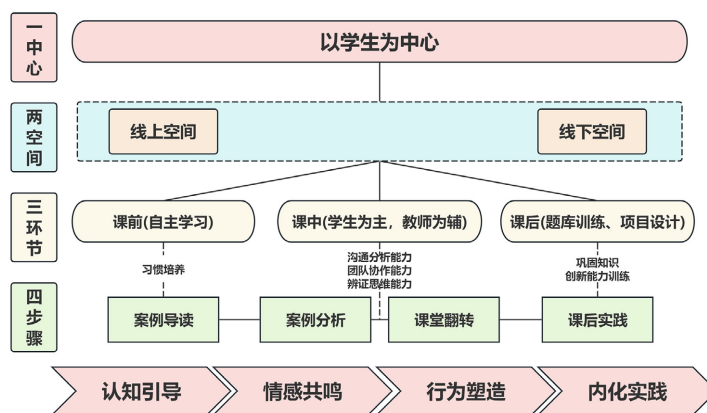 一中心
以学生为中心
两空间
线上空间
线下空间
三环节
课前(自主学习)
课中(学生为主，教师为辅)
课后(题库训练、项目设计)
习惯培养
沟通分析能力
团队协作能力
辨证思维能力
巩固知识
创新能力训练
四步骤
案例导读
案例分析
课堂翻转
课后实践
认知引导
情感共鸣
行为塑造
内化实践